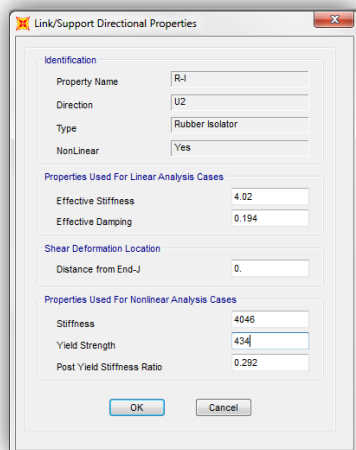 Link/Support Directional Properties
Identification
Property Name R-I
Direction U2
Type Rubber Isolator
NonLinear Yes
Properties Used For Linear Analysis Cases
Effective Stiffness 4.02
Effective Damping 0.194
Shear Deformation Location
Distance from End-J 0.
Properties Used For Nonlinear Analysis Cases
Stiffness 4046
Yield Strength 434
Post Yield Stiffness Ratio 0.292
OK Cancel